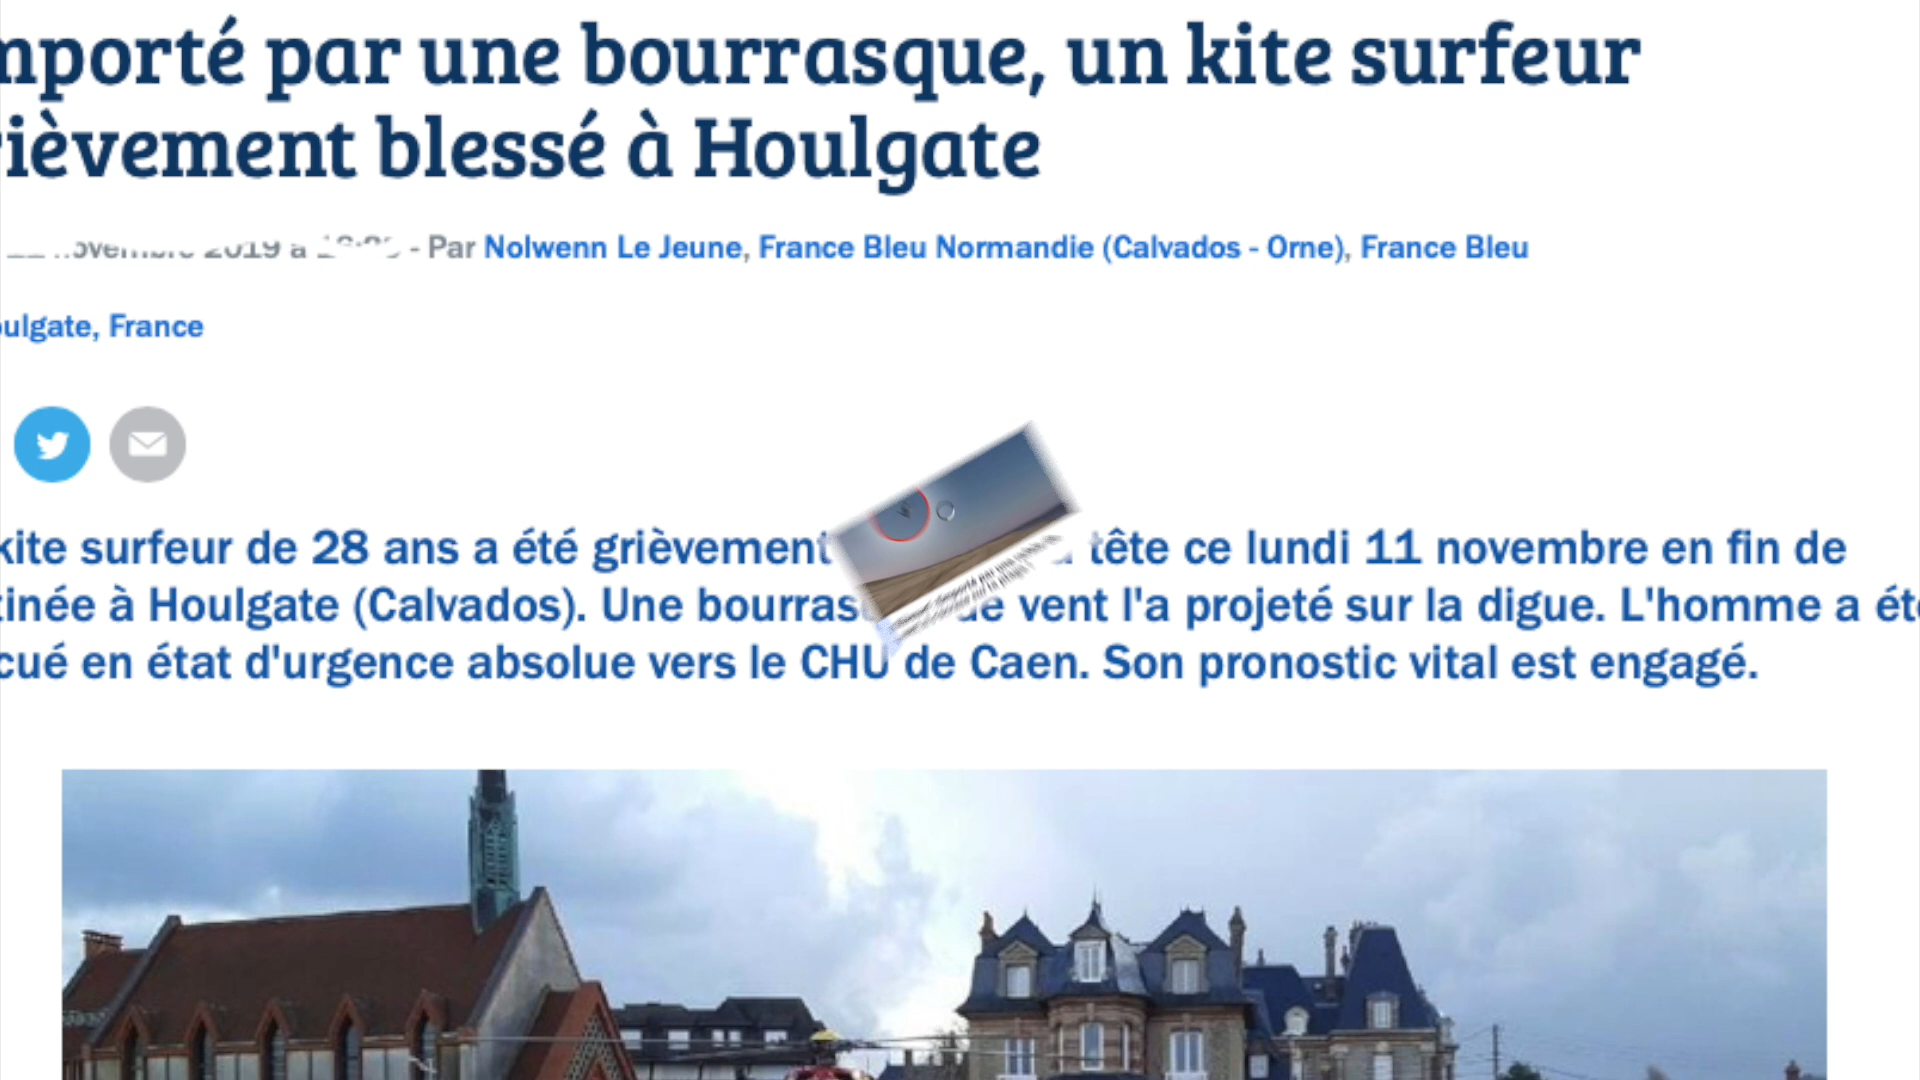 mporté par une bourrasque, un kite surfeur
ièvement blessé à Houlgate
novembre 2019 à - Par Nolwenn Le Jeune, France Bleu Normandie (Calvados - Orne), France Bleu
oulgate, France
kite surfeur de 28 ans a été grièvement tête ce lundi 11 novembre en fin de
tinée à Houlgate (Calvados). Une bourras de vent l'a projeté sur la digue. L'homme a été
cué en état d'urgence absolue vers le CHU de Caen. Son pronostic vital est engagé.